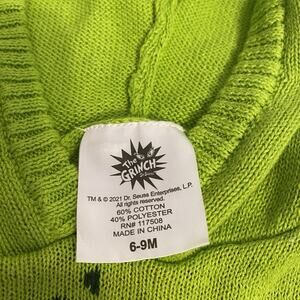 The
GRINCH
TM & © 2021 Dr. Seuss Enterprises, L.P.
All rights reserved.
60% COTTON
40% POLYESTER
RN# 117508
MADE IN CHINA
6-9M